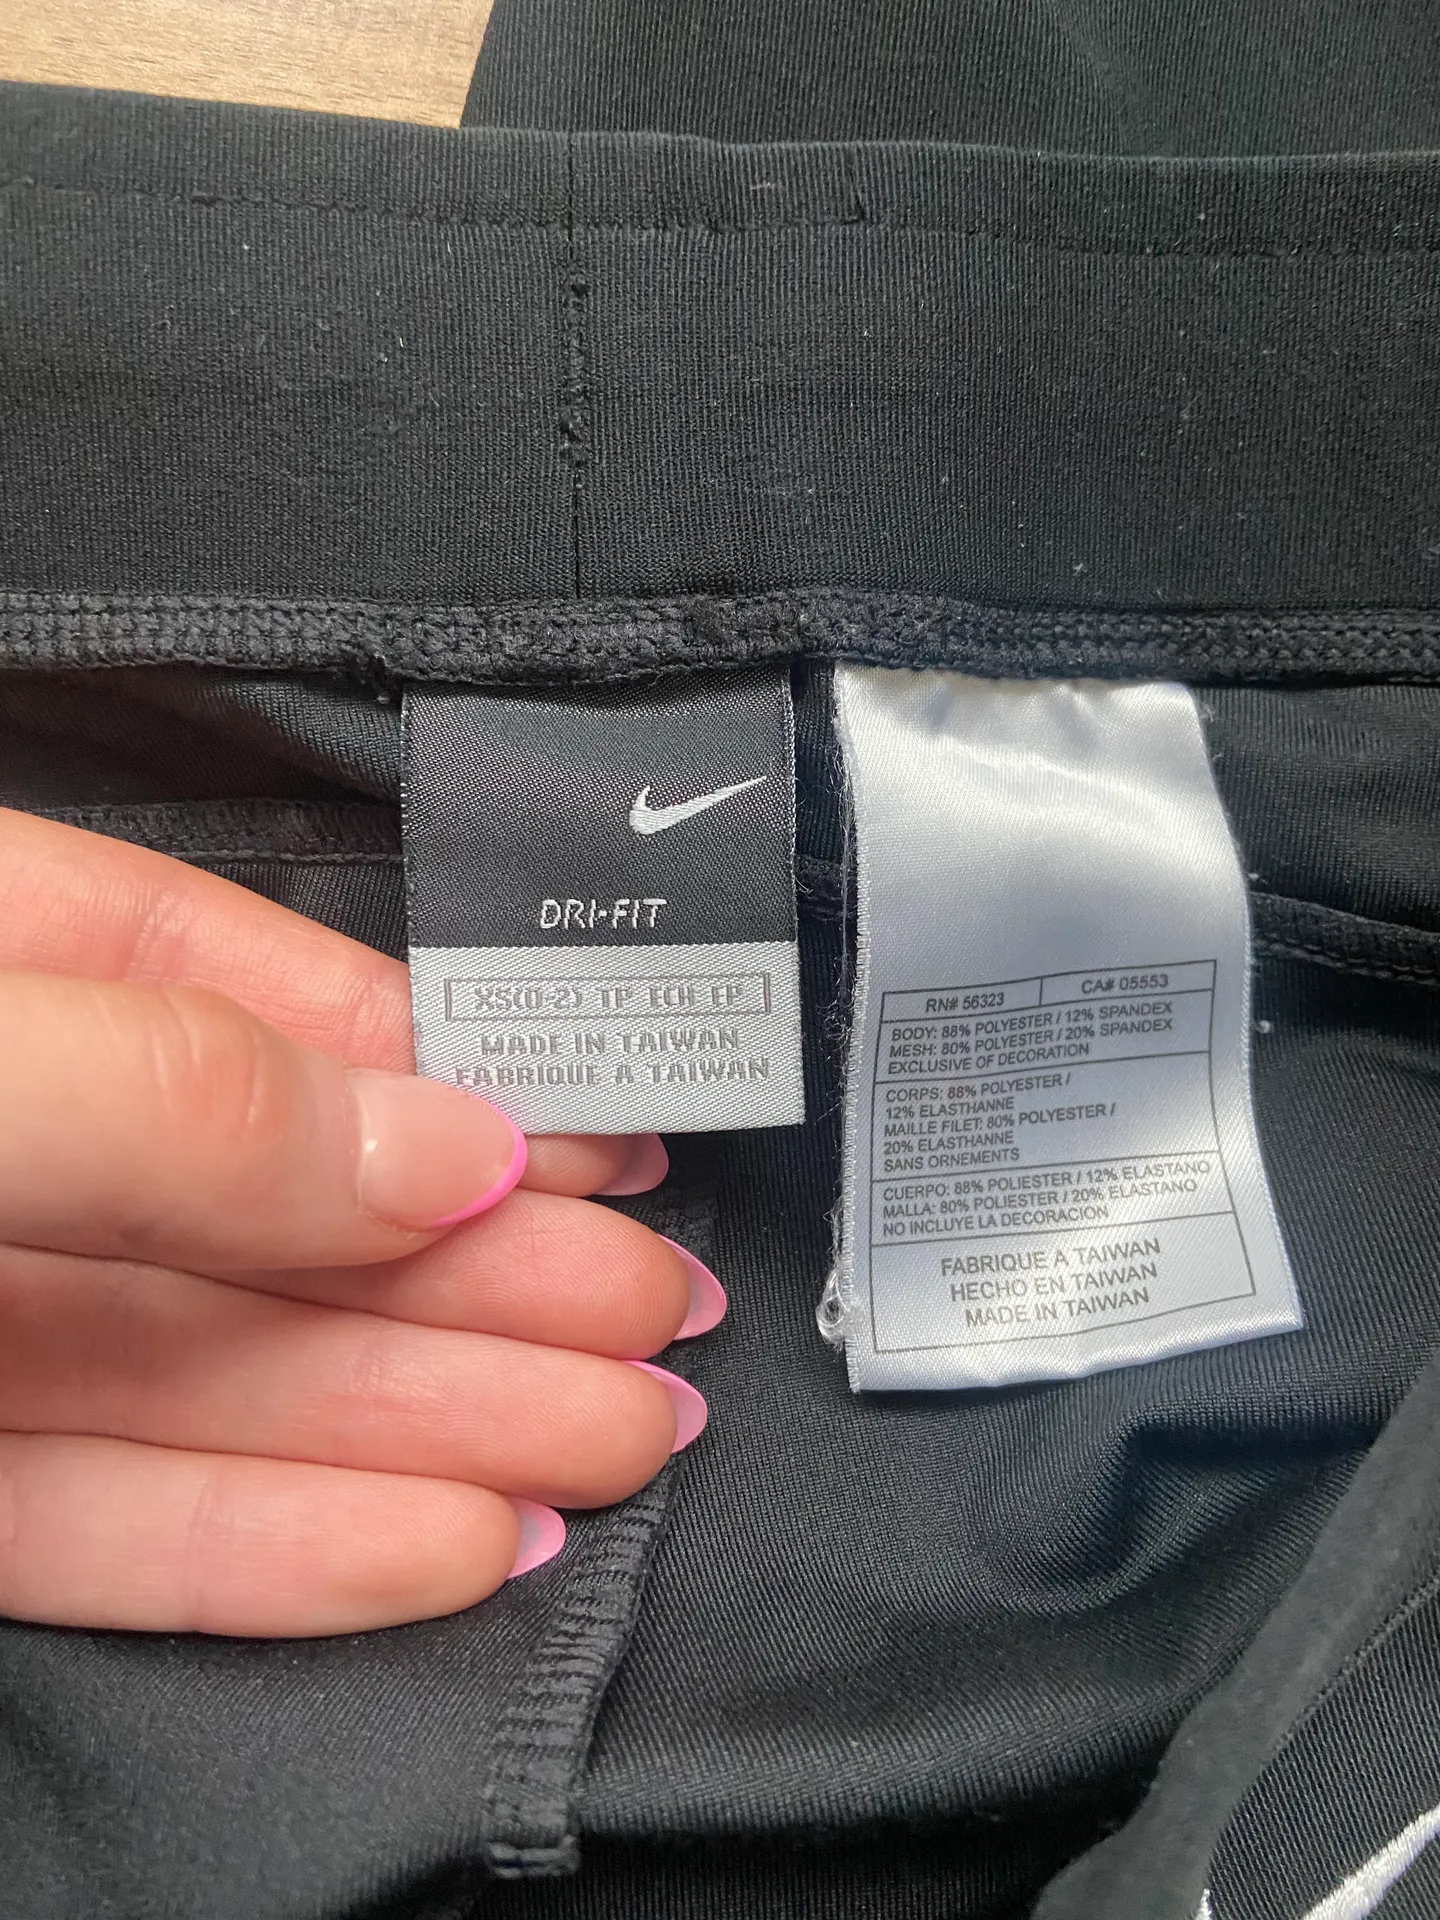 DRI-FIT
XS(0-2) TP ECH EP
MADE IN TAIWAN
FABRIQUE A TAIWAN
RN# 56323 CA# 05553
BODY: 88% POLYESTER / 12% SPANDEX
MESH: 80% POLYESTER / 20% SPANDEX
EXCLUSIVE OF DECORATION
CORPS: 88% POLYESTER /
12% ELASTHANNE
MAILLE FILET: 80% POLYESTER /
20% ELASTHANNE
SANS ORNEMENTS
CUERPO: 88% POLIESTER / 12% ELASTANO
MALLA: 80% POLIESTER / 20% ELASTANO
NO INCLUYE LA DECORACION
FABRIQUE A TAIWAN
HECHO EN TAIWAN
MADE IN TAIWAN